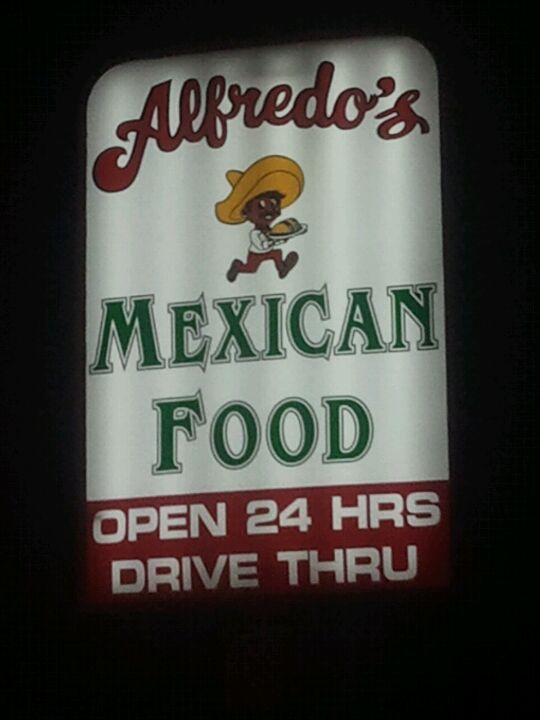 Alfredo's
MEXICAN
FOOD
OPEN 24 HRS
DRIVE THRU